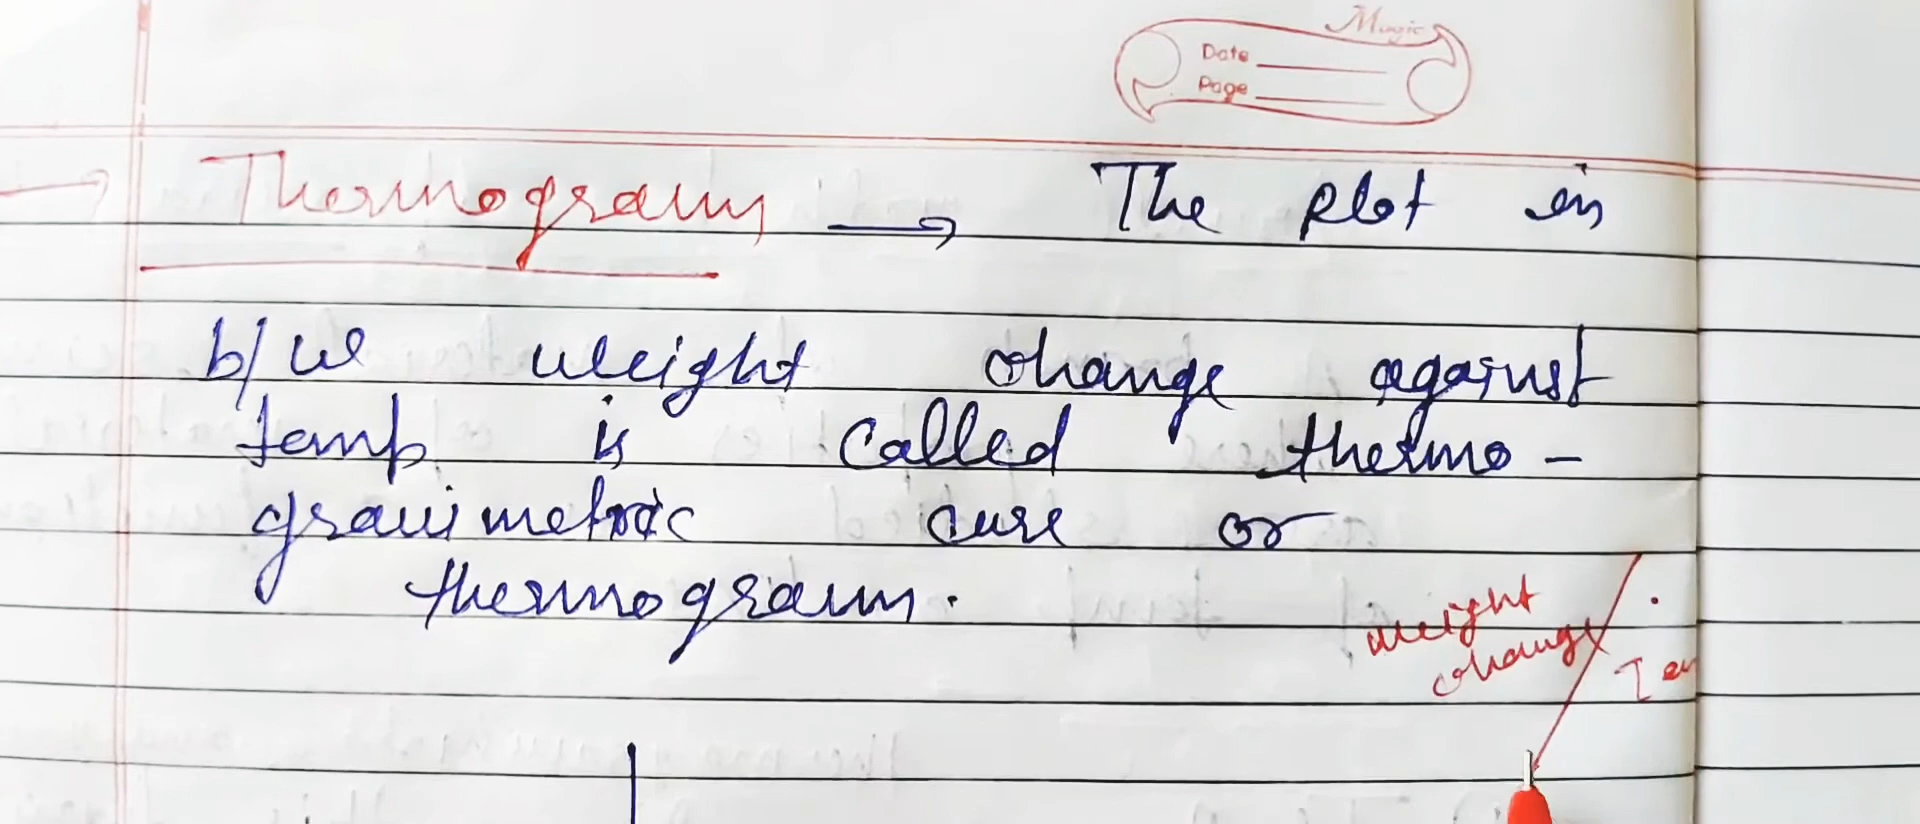 Magic
Date
Page
Thermogram → The plot in
b/w weight change against
temp is called thermo-
gravimetric cure or
thermogram.
weight
change
Tem